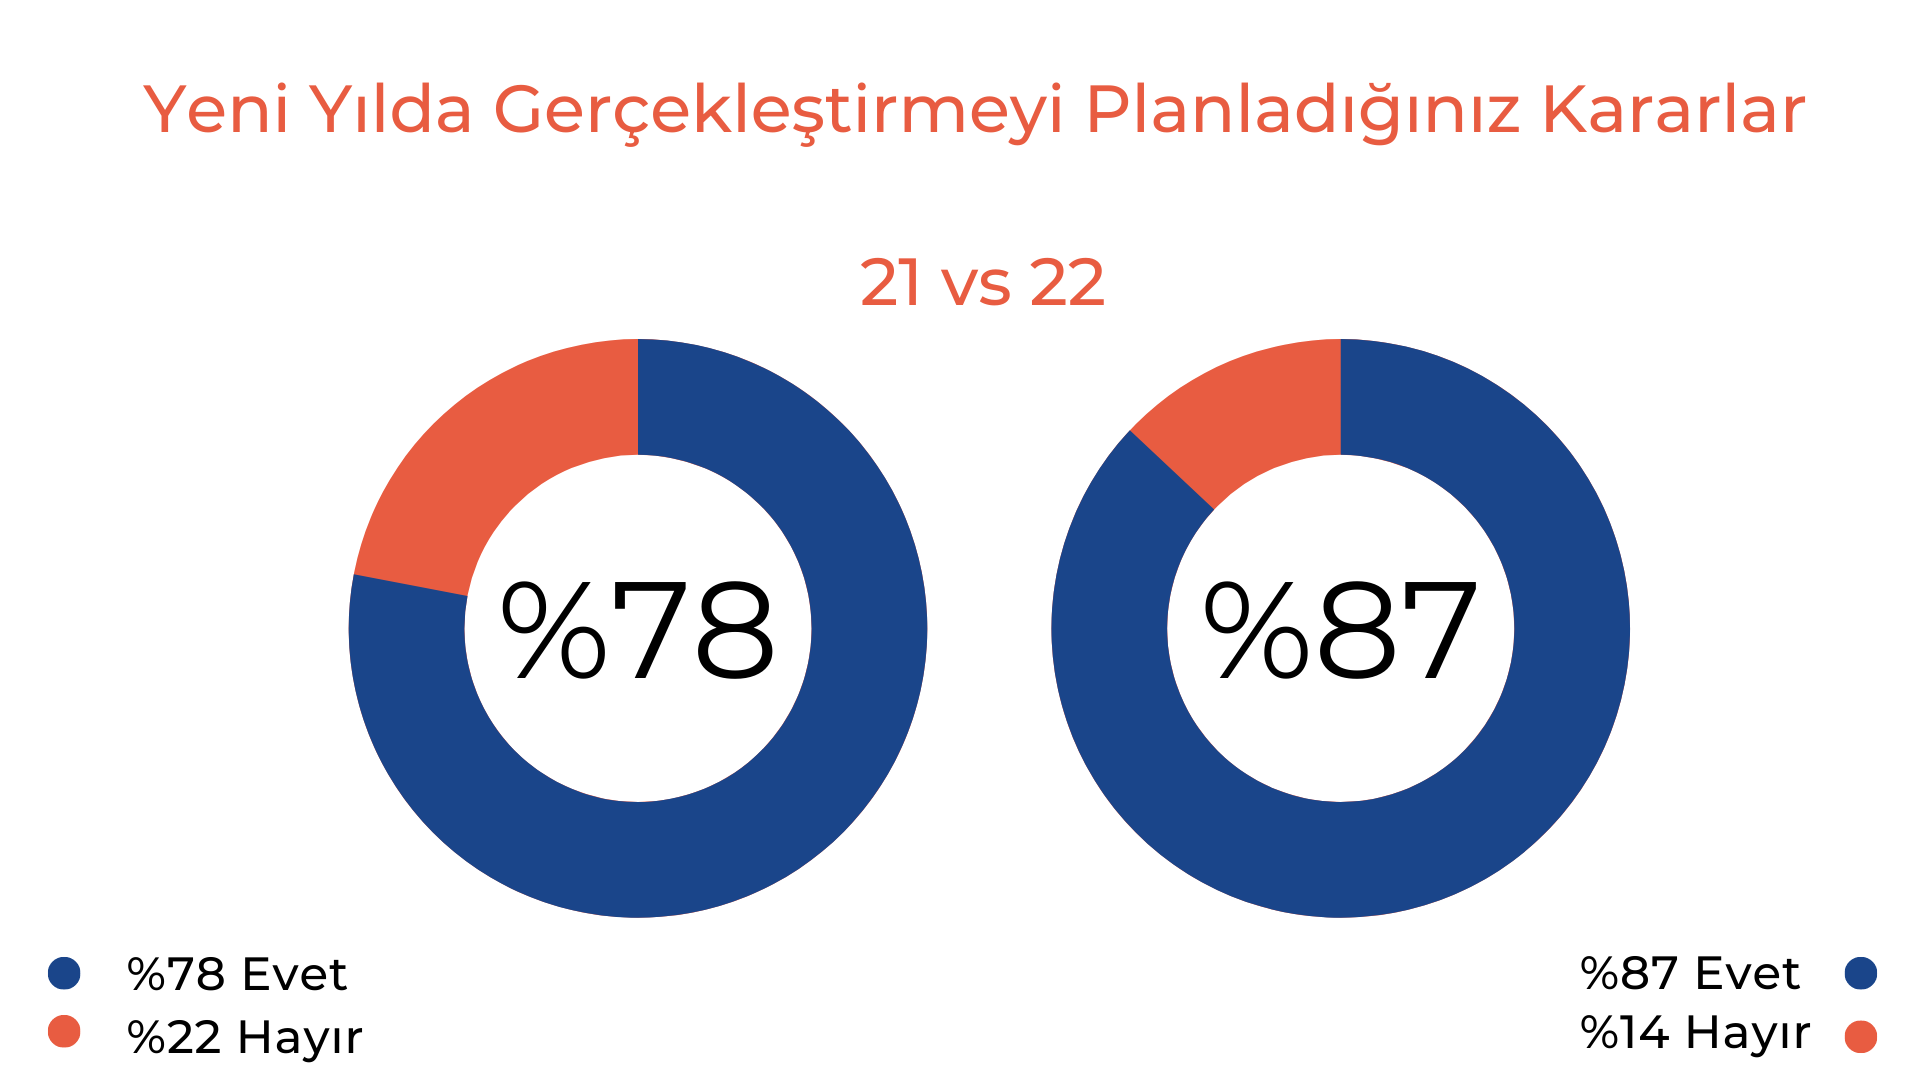 Yeni Yılda Gerçekleştirmeyi Planladığınız Kararlar
21 vs 22
%78
%87
%78 Evet
%22 Hayır
%87 Evet
%14 Hayır